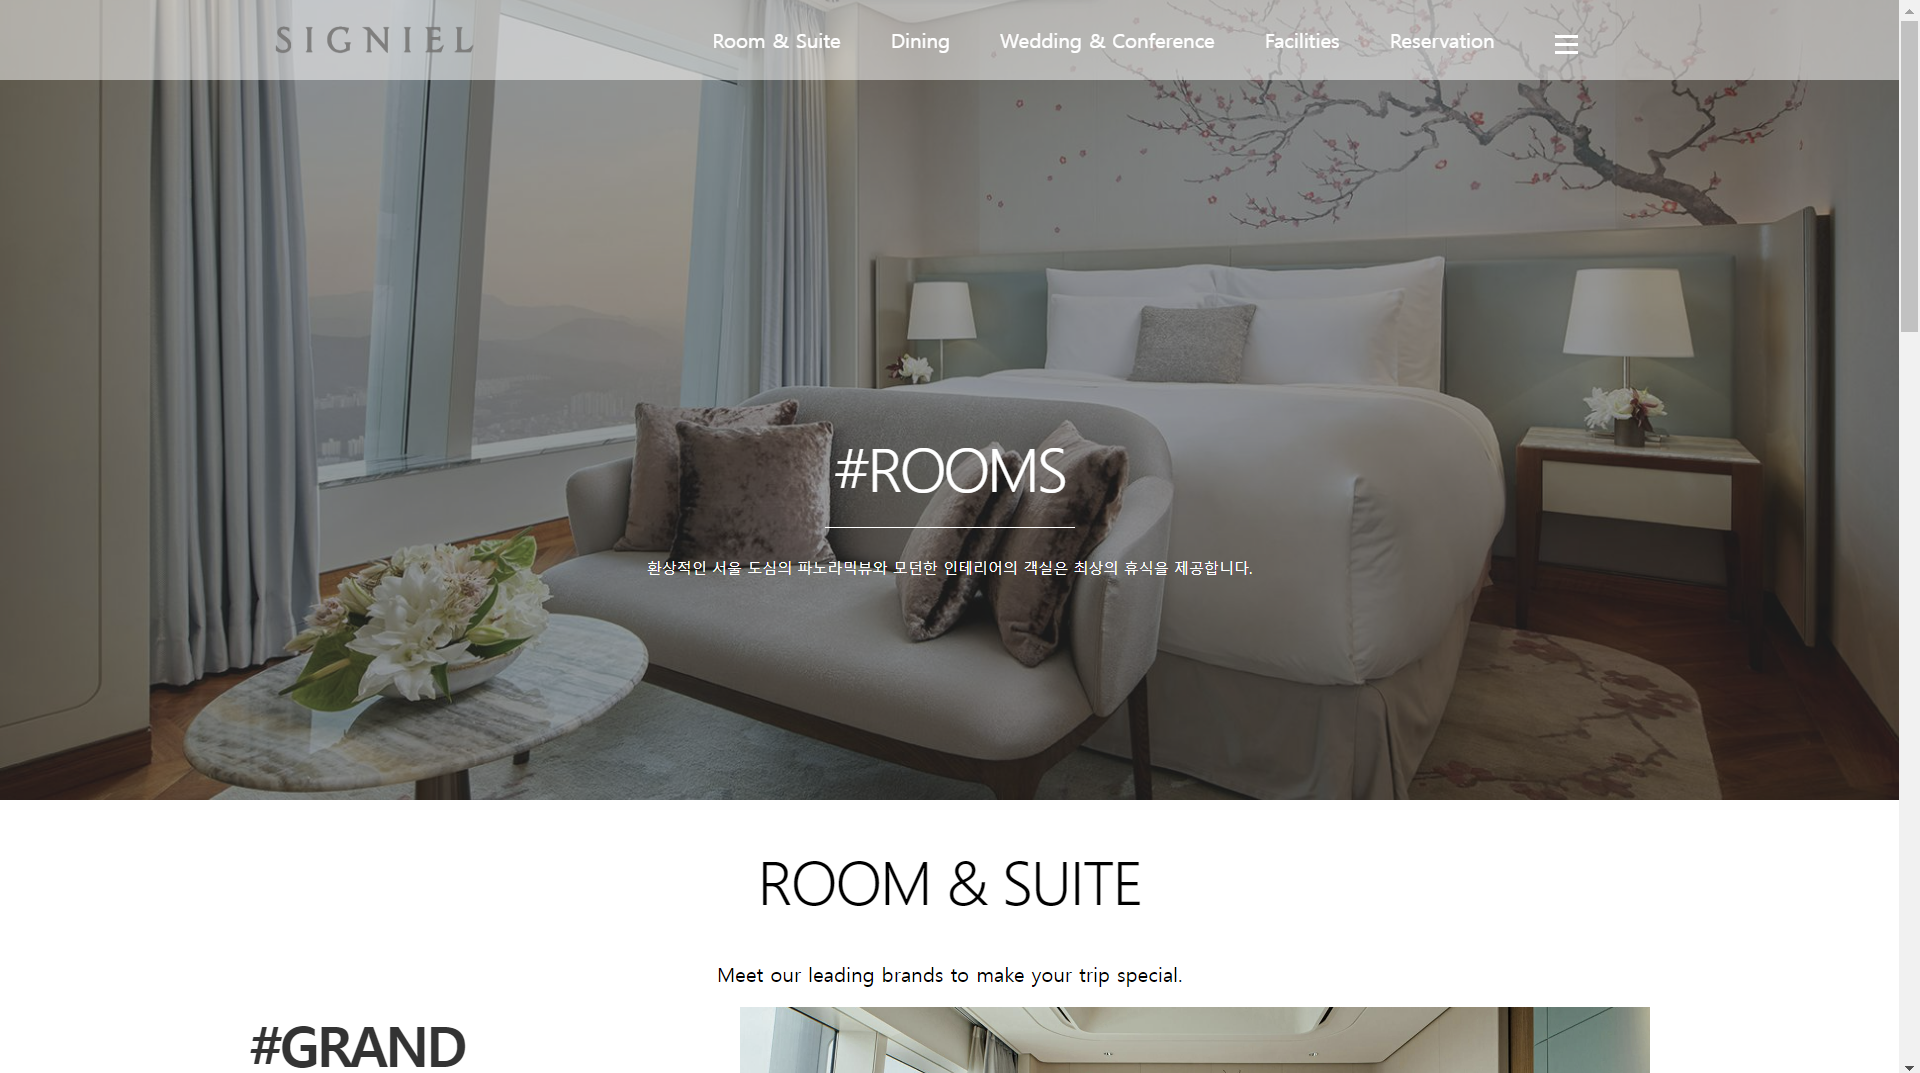 SIGNIEL
Room & Suite
Dining
Wedding & Conference
Facilities
Reservation
#ROOMS
환상적인 서울 도심의 파노라믹뷰와 모던한 인테리어의 객실은 최상의 휴식을 제공합니다.
ROOM & SUITE
Meet our leading brands to make your trip special.
#GRAND